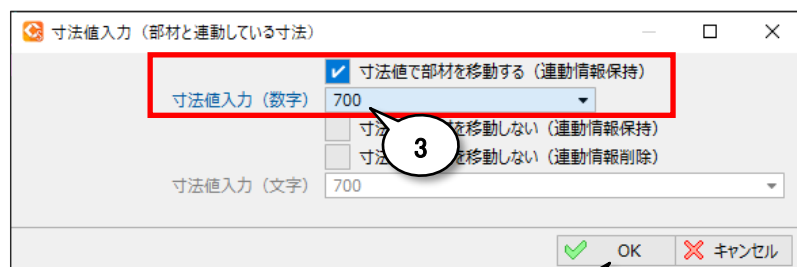 寸法値入力（部材と連動している寸法）
寸法値で部材を移動する（連動情報保持）
寸法値入力（数字） 700
寸法 を移動しない（連動情報保持）
3
寸法 を移動しない（連動情報削除）
寸法値入力（文字） 700
OK キャンセル